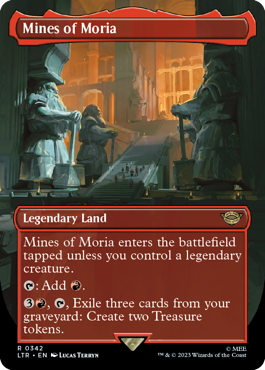 Mines of Moria
Legendary Land
Mines of Moria enters the battlefield
tapped unless you control a legendary
creature.
: Add .
3, , Exile three cards from your
graveyard: Create two Treasure
tokens.
R 0342
LTR • EN LUCAS TERRYN
© MEE
™ & © 2023 Wizards of the Coast